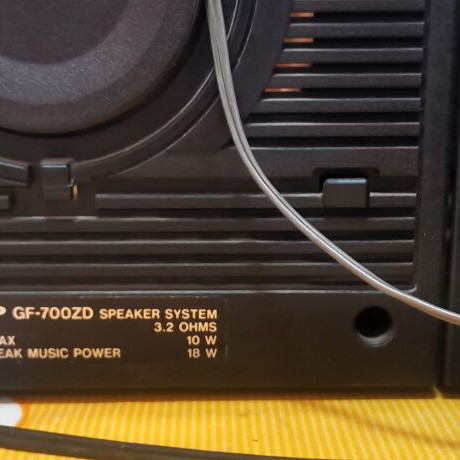 GF-700ZD SPEAKER SYSTEM
3.2 OHMS
AX 10 W
EAK MUSIC POWER 18 W